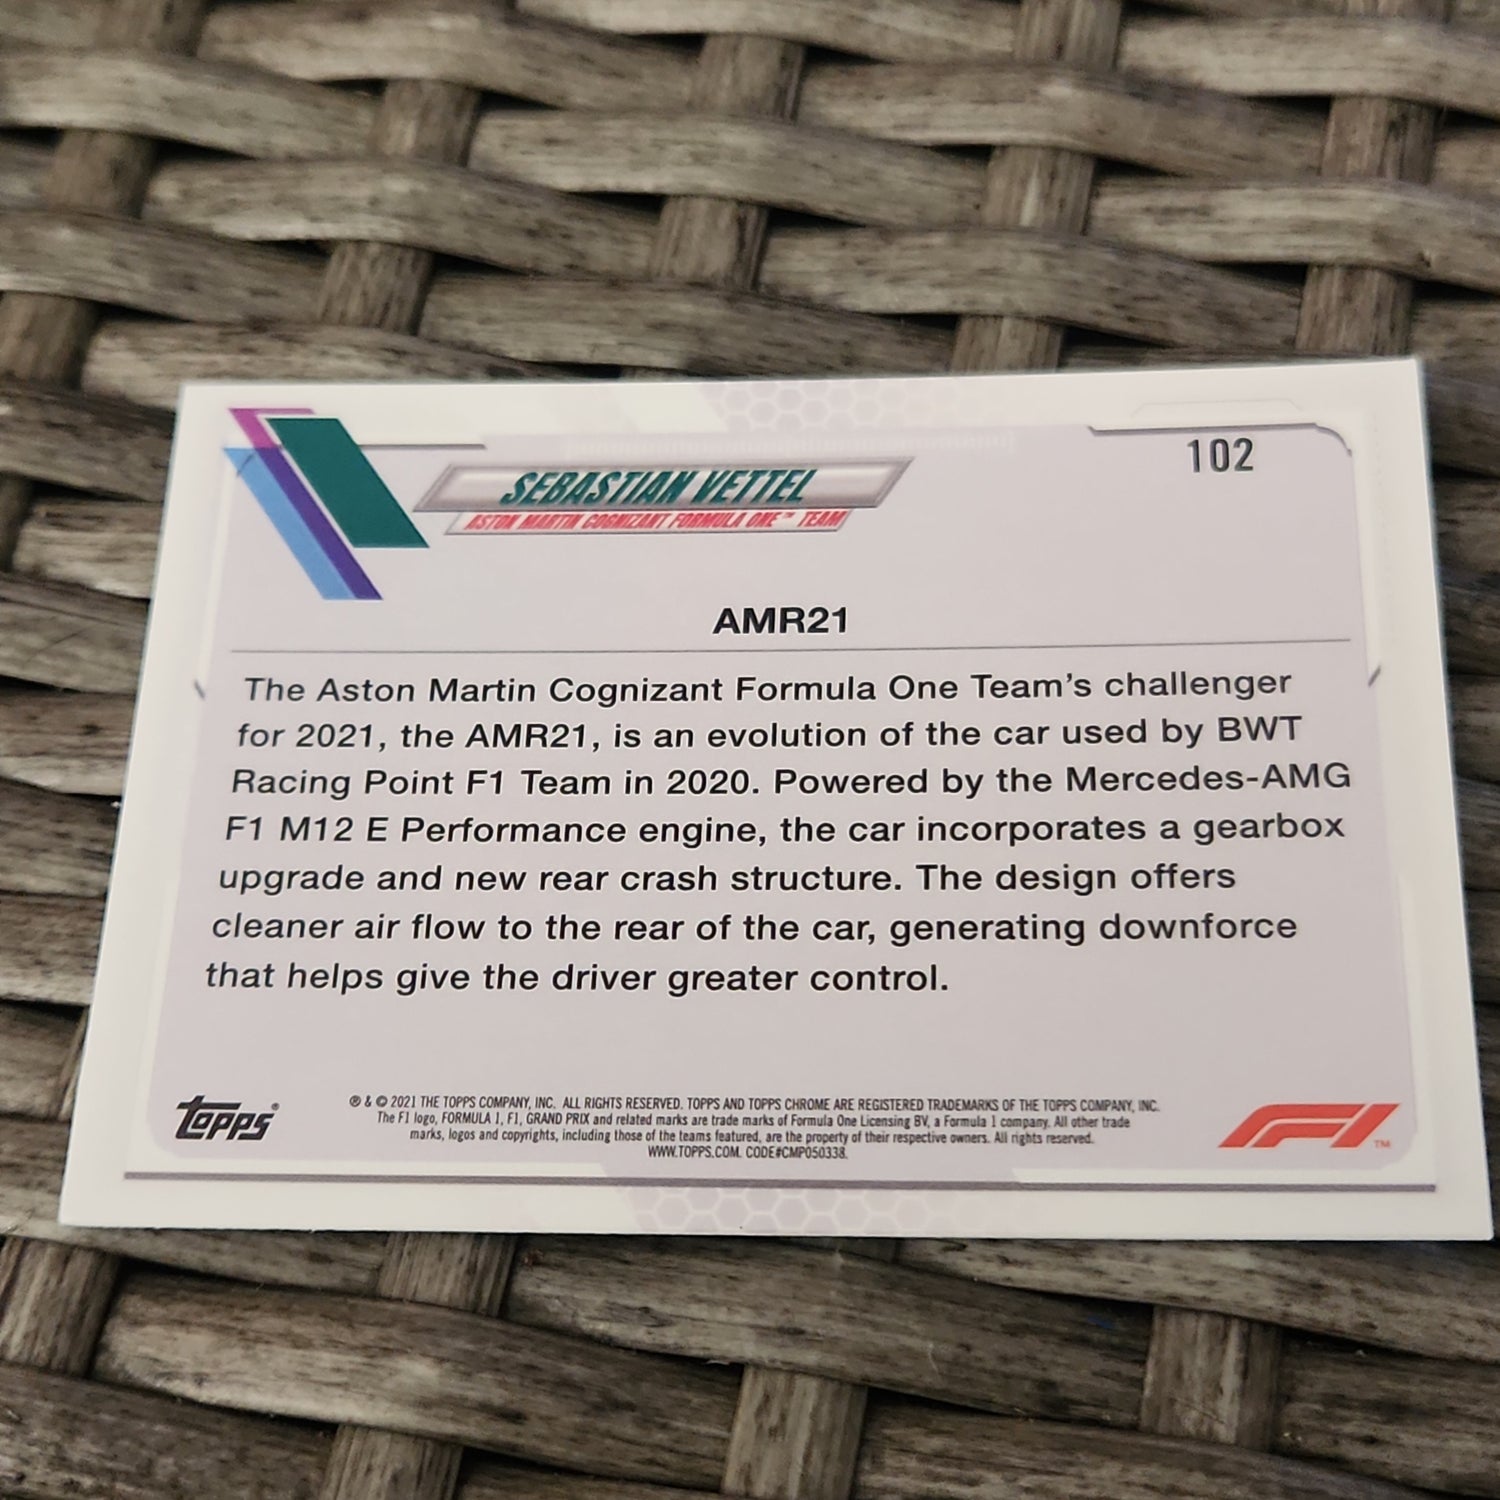 102
SEBASTIAN VETTEL
ASTON MARTIN COGNIZANT FORMULA ONE™ TEAM
AMR21
The Aston Martin Cognizant Formula One Team's challenger
for 2021, the AMR21, is an evolution of the car used by BWT
Racing Point F1 Team in 2020. Powered by the Mercedes-AMG
F1 M12 E Performance engine, the car incorporates a gearbox
upgrade and new rear crash structure. The design offers
cleaner air flow to the rear of the car, generating downforce
that helps give the driver greater control.
topps®
® & © 2021 THE TOPPS COMPANY, INC. ALL RIGHTS RESERVED. TOPPS AND TOPPS CHROME ARE REGISTERED TRADEMARKS OF THE TOPPS COMPANY, INC.
The F1 logo, FORMULA 1, F1, GRAND PRIX and related marks are trade marks of Formula One Licensing BV, a Formula 1 company. All other trade
marks, logos and copyrights, including those of the teams featured, are the property of their respective owners. All rights reserved.
WWW.TOPPS.COM. CODE#CMP050338.
F1™